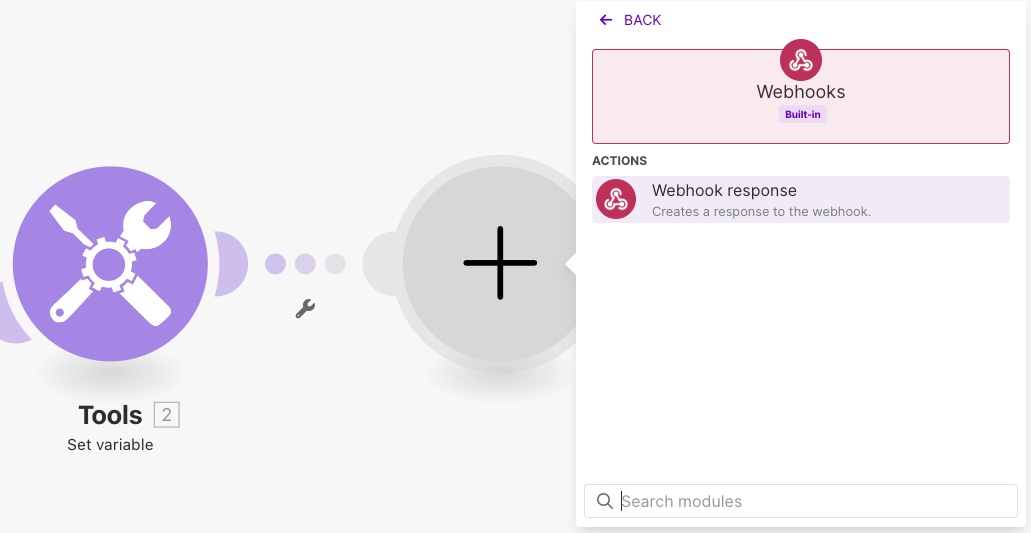 BACK
Webhooks
Built-in
ACTIONS
Webhook response
Creates a response to the webhook.
Tools 2
Set variable
Search modules